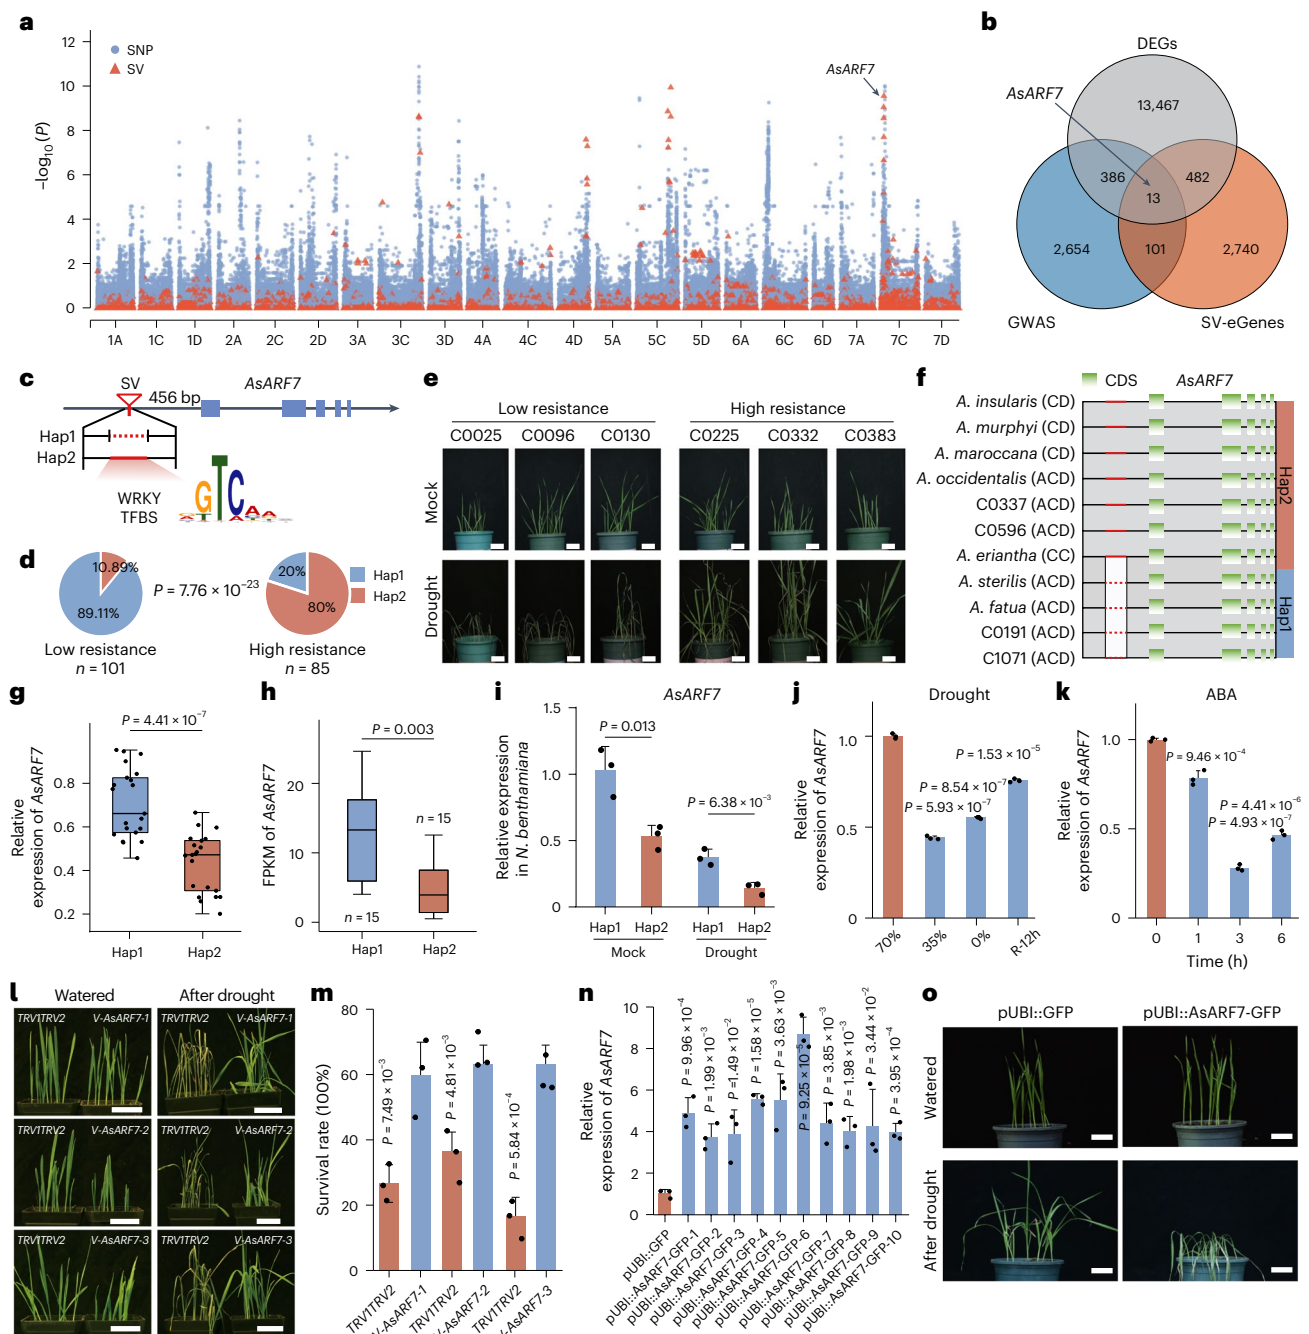 a
12
10
8
6
4
2
0
−log10 (P)
SNP
SV
AsARF7
1A 1C 1D 2A 2C 2D 3A 3C 3D 4A 4C 4D 5A 5C 5D 6A 6C 6D 7A 7C 7D
b
DEGs
AsARF7
13,467
386
482
13
2,654
101
2,740
GWAS
SV-eGenes
c
SV
456 bp
AsARF7
Hap1
Hap2
WRKY
TFBS
GTC
d
10.89%
89.11%
P = 7.76 × 10−23
20%
80%
Hap1
Hap2
Low resistance
n = 101
High resistance
n = 85
e
Low resistance
High resistance
C0025 C0096 C0130 C0225 C0332 C0383
Mock
Drought
f
CDS
AsARF7
A. insularis (CD)
A. murphyi (CD)
A. maroccana (CD)
A. occidentalis (ACD)
C0337 (ACD)
C0596 (ACD)
A. eriantha (CC)
A. sterilis (ACD)
A. fatua (ACD)
C0191 (ACD)
C1071 (ACD)
Hap2
Hap1
g
P = 4.41 × 10−7
Relative
expression of AsARF7
0.8
0.6
0.4
0.2
Hap1 Hap2
h
P = 0.003
FPKM of AsARF7
20
10
0
n = 15
n = 15
Hap1 Hap2
i
AsARF7
Relative expression
in N. benthamiana
1.5
1.0
0.5
0
P = 0.013
P = 6.38 × 10−3
Hap1 Hap2 Hap1 Hap2
Mock Drought
j
Drought
Relative
expression of AsARF7
1.0
0.5
0
P = 1.53 × 10−5
P = 8.54 × 10−7
P = 5.93 × 10−7
70% 35% 0% R-12h
k
ABA
Relative
expression of AsARF7
1.0
0.5
0
P = 9.46 × 10−4
P = 4.41 × 10−6
P = 4.93 × 10−7
0 1 3 6
Time (h)
l
Watered After drought
TRV1TRV2 V-AsARF7-1 TRV1TRV2 V-AsARF7-1
TRV1TRV2 V-AsARF7-2 TRV1TRV2 V-AsARF7-2
TRV1TRV2 V-AsARF7-3 TRV1TRV2 V-AsARF7-3
m
Survival rate (100%)
80
60
40
20
0
P = 7.49 × 10−3
P = 4.81 × 10−3
P = 5.84 × 10−4
TRV1TRV2
V-AsARF7-1
TRV1TRV2
V-AsARF7-2
TRV1TRV2
V-AsARF7-3
n
Relative
expression of AsARF7
10
8
6
4
2
0
P = 9.96 × 10−4
P = 1.99 × 10−3
P = 1.49 × 10−2
P = 1.58 × 10−5
P = 3.63 × 10−3
P = 9.25 × 10−5
P = 3.85 × 10−3
P = 1.98 × 10−3
P = 3.44 × 10−2
P = 3.95 × 10−4
pUBI::GFP
pUBI::AsARF7-GFP-1
pUBI::AsARF7-GFP-2
pUBI::AsARF7-GFP-3
pUBI::AsARF7-GFP-4
pUBI::AsARF7-GFP-5
pUBI::AsARF7-GFP-6
pUBI::AsARF7-GFP-7
pUBI::AsARF7-GFP-8
pUBI::AsARF7-GFP-9
pUBI::AsARF7-GFP-10
o
pUBI::GFP pUBI::AsARF7-GFP
Watered
After drought